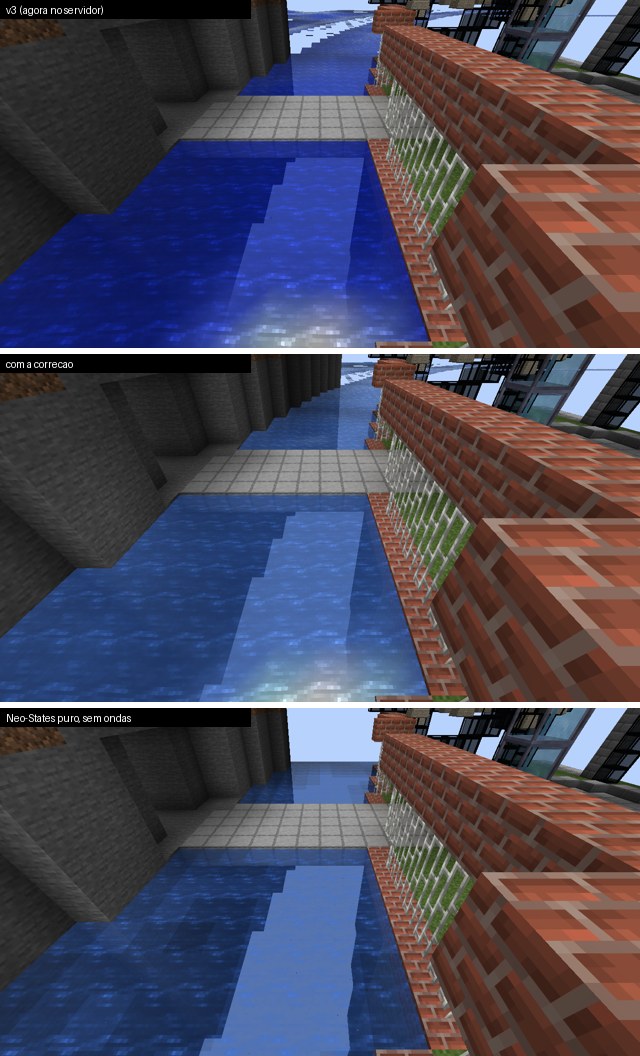 v3 (agora no servidor)
com a correcao
Neo-States puro, sem ondas